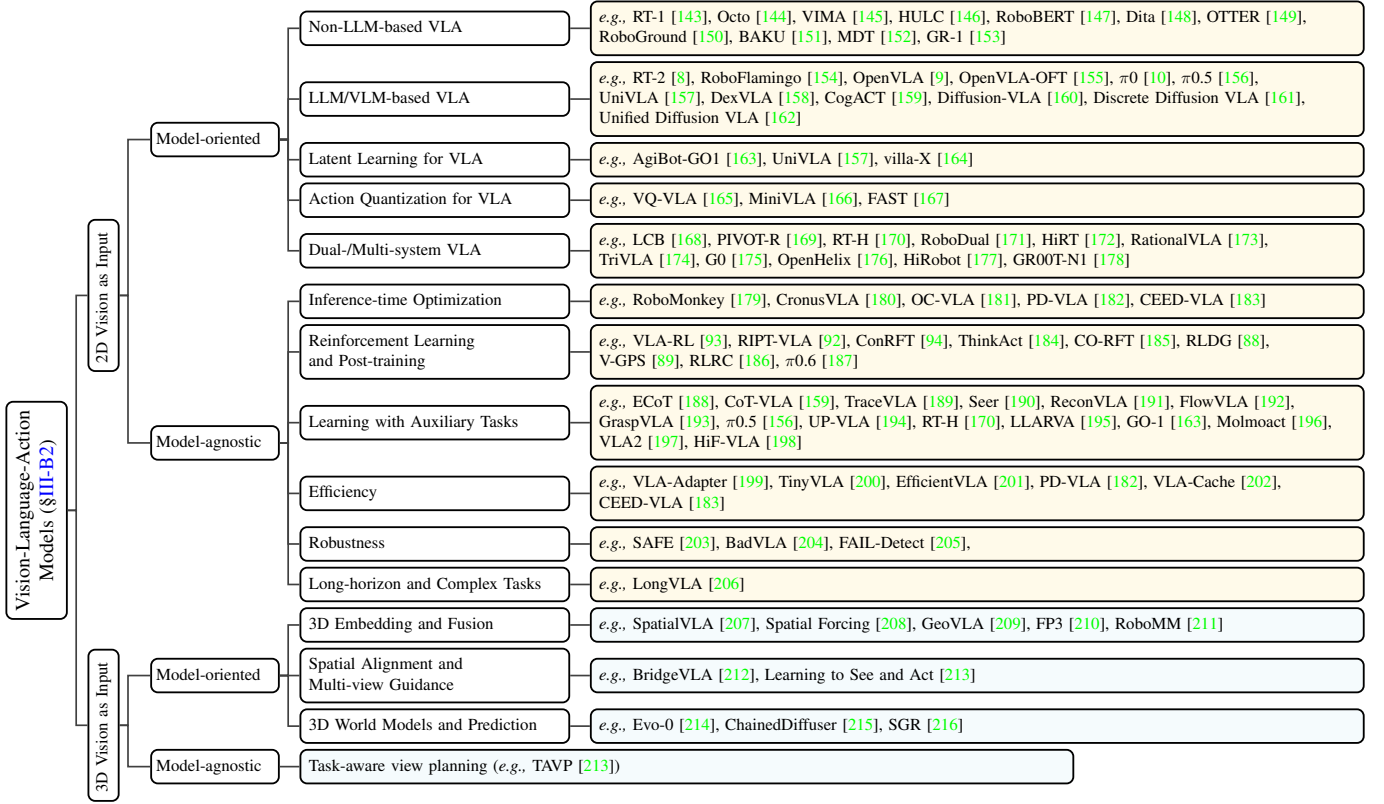 Vision-Language-Action
Models (§III-B2)
2D Vision as Input
Model-oriented
Non-LLM-based VLA
e.g., RT-1 [143], Octo [144], VIMA [145], HULC [146], RoboBERT [147], Dita [148], OTTER [149],
RoboGround [150], BAKU [151], MDT [152], GR-1 [153]
LLM/VLM-based VLA
e.g., RT-2 [8], RoboFlamingo [154], OpenVLA [9], OpenVLA-OFT [155], π0 [10], π0.5 [156],
UniVLA [157], DexVLA [158], CogACT [159], Diffusion-VLA [160], Discrete Diffusion VLA [161],
Unified Diffusion VLA [162]
Latent Learning for VLA
e.g., AgiBot-GO1 [163], UniVLA [157], villa-X [164]
Action Quantization for VLA
e.g., VQ-VLA [165], MiniVLA [166], FAST [167]
Dual-/Multi-system VLA
e.g., LCB [168], PIVOT-R [169], RT-H [170], RoboDual [171], HiRT [172], RationalVLA [173],
TriVLA [174], G0 [175], OpenHelix [176], HiRobot [177], GR00T-N1 [178]
Model-agnostic
Inference-time Optimization
e.g., RoboMonkey [179], CronusVLA [180], OC-VLA [181], PD-VLA [182], CEED-VLA [183]
Reinforcement Learning
and Post-training
e.g., VLA-RL [93], RIPT-VLA [92], ConRFT [94], ThinkAct [184], CO-RFT [185], RLDG [88],
V-GPS [89], RLRC [186], π0.6 [187]
Learning with Auxiliary Tasks
e.g., ECoT [188], CoT-VLA [159], TraceVLA [189], Seer [190], ReconVLA [191], FlowVLA [192],
GraspVLA [193], π0.5 [156], UP-VLA [194], RT-H [170], LLARVA [195], GO-1 [163], Molmoact [196],
VLA2 [197], HiF-VLA [198]
Efficiency
e.g., VLA-Adapter [199], TinyVLA [200], EfficientVLA [201], PD-VLA [182], VLA-Cache [202],
CEED-VLA [183]
Robustness
e.g., SAFE [203], BadVLA [204], FAIL-Detect [205],
Long-horizon and Complex Tasks
e.g., LongVLA [206]
3D Vision as Input
Model-oriented
3D Embedding and Fusion
e.g., SpatialVLA [207], Spatial Forcing [208], GeoVLA [209], FP3 [210], RoboMM [211]
Spatial Alignment and
Multi-view Guidance
e.g., BridgeVLA [212], Learning to See and Act [213]
3D World Models and Prediction
e.g., Evo-0 [214], ChainedDiffuser [215], SGR [216]
Model-agnostic
Task-aware view planning (e.g., TAVP [213])